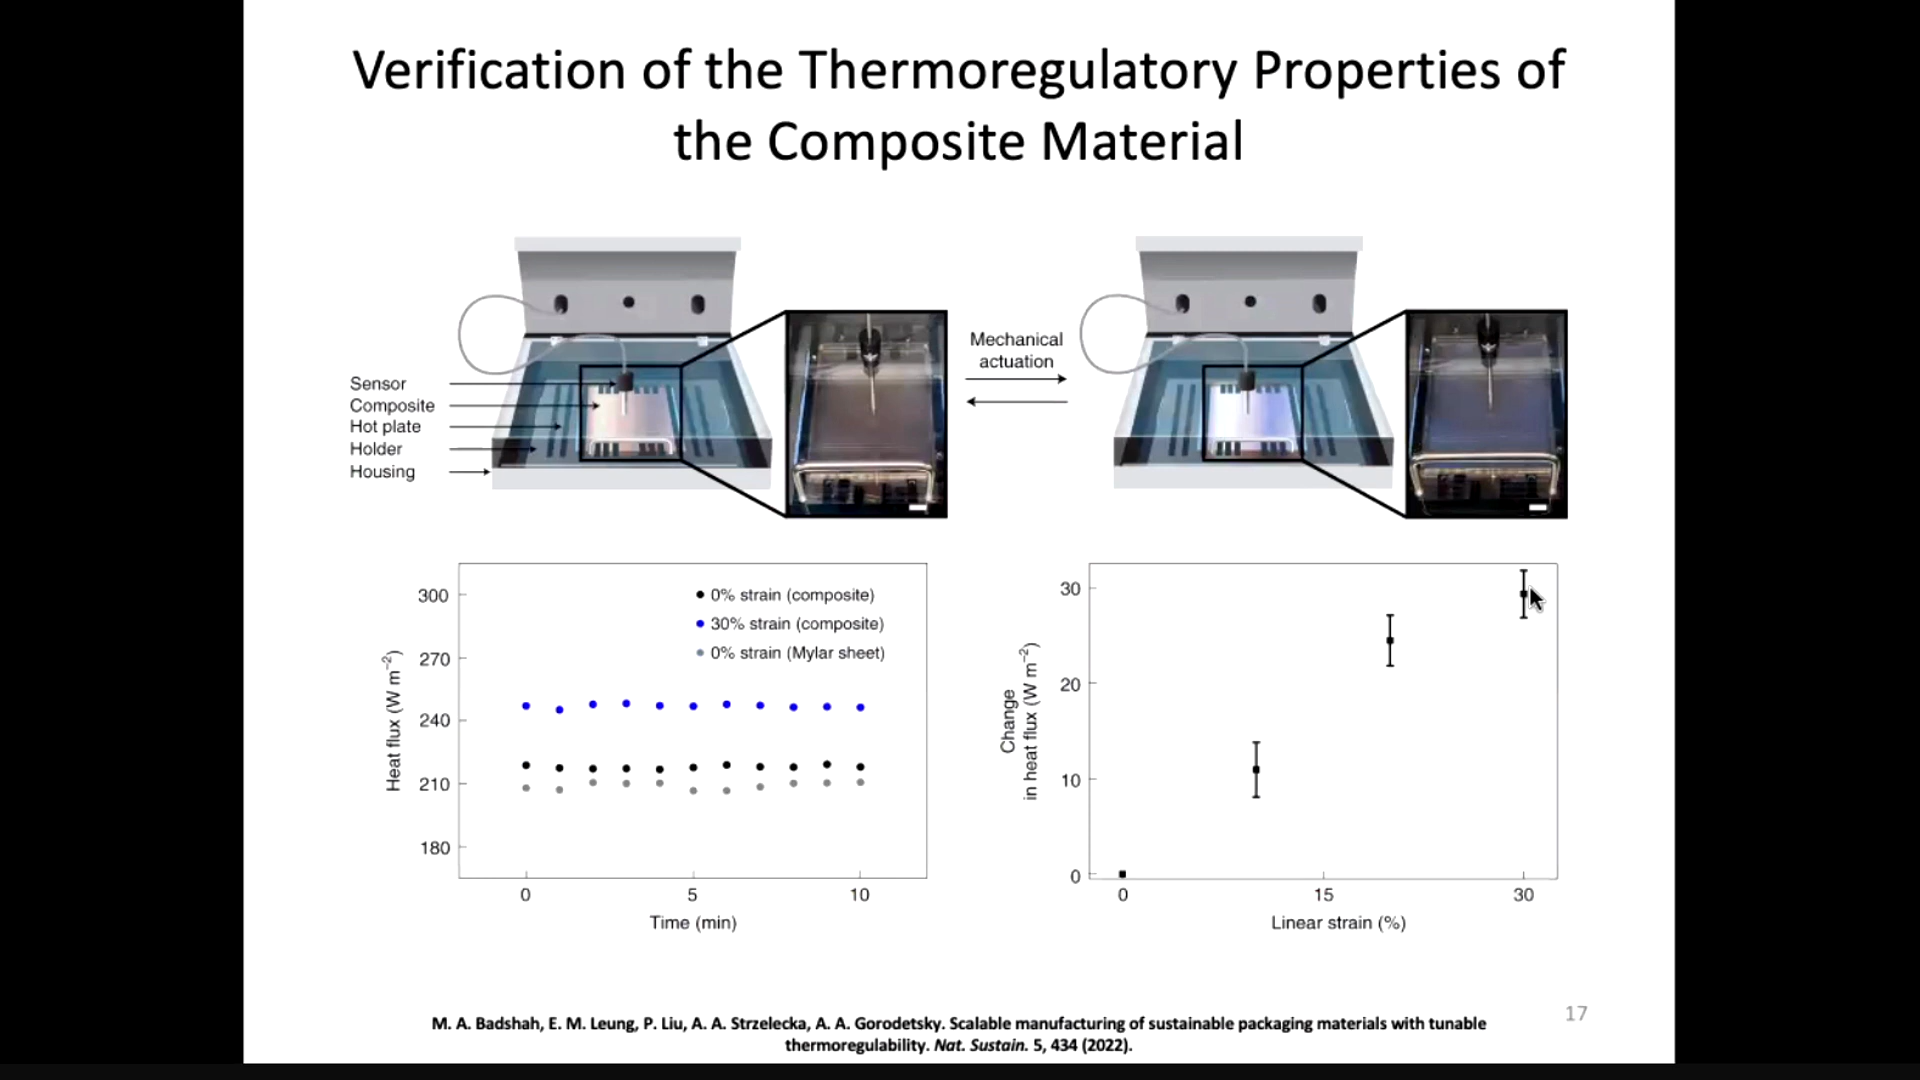 Verification of the Thermoregulatory Properties of
the Composite Material
Sensor
Composite
Hot plate
Holder
Housing
Mechanical
actuation
300
270
240
210
180
Heat flux (W m⁻²)
0% strain (composite)
30% strain (composite)
0% strain (Mylar sheet)
0
5
10
Time (min)
30
20
10
0
Change
in heat flux (W m⁻²)
0
15
30
Linear strain (%)
M. A. Badshah, E. M. Leung, P. Liu, A. A. Strzelecka, A. A. Gorodetsky. Scalable manufacturing of sustainable packaging materials with tunable
thermoregulability. Nat. Sustain. 5, 434 (2022).
17